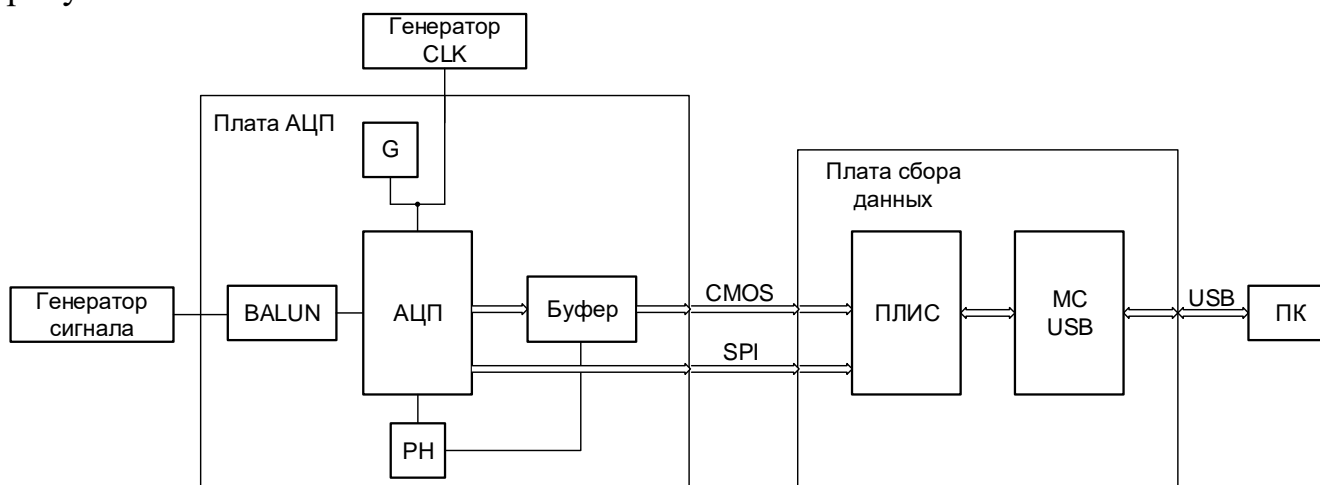 Генератор
CLK
Плата АЦП
G
Плата сбора
данных
Генератор
сигнала
BALUN
АЦП
Буфер
CMOS
SPI
ПЛИС
МС
USB
USB
ПК
РН